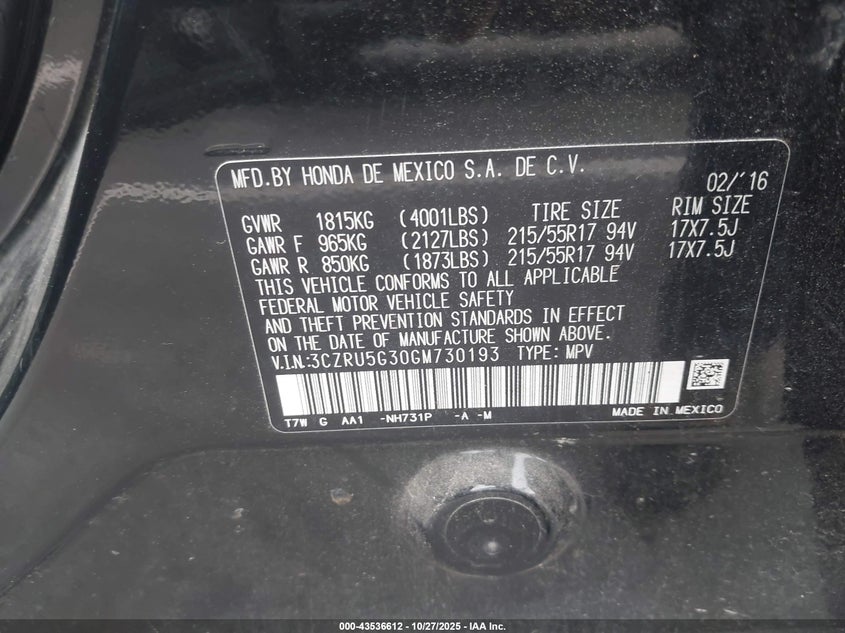 MFD.BY HONDA DE MEXICO S.A. DE C.V.
02/'16
GVWR 1815KG (4001LBS) TIRE SIZE RIM SIZE
GAWR F 965KG (2127LBS) 215/55R17 94V 17X7.5J
GAWR R 850KG (1873LBS) 215/55R17 94V 17X7.5J
THIS VEHICLE CONFORMS TO ALL APPLICABLE
FEDERAL MOTOR VEHICLE SAFETY
AND THEFT PREVENTION STANDARDS IN EFFECT
ON THE DATE OF MANUFACTURE SHOWN ABOVE.
V.I.N.:3CZRU5G30GM730193 TYPE: MPV
T7W G AA1 -NH731P -A -M MADE IN MEXICO
000-43536612 - 10/27/2025 - IAA Inc.